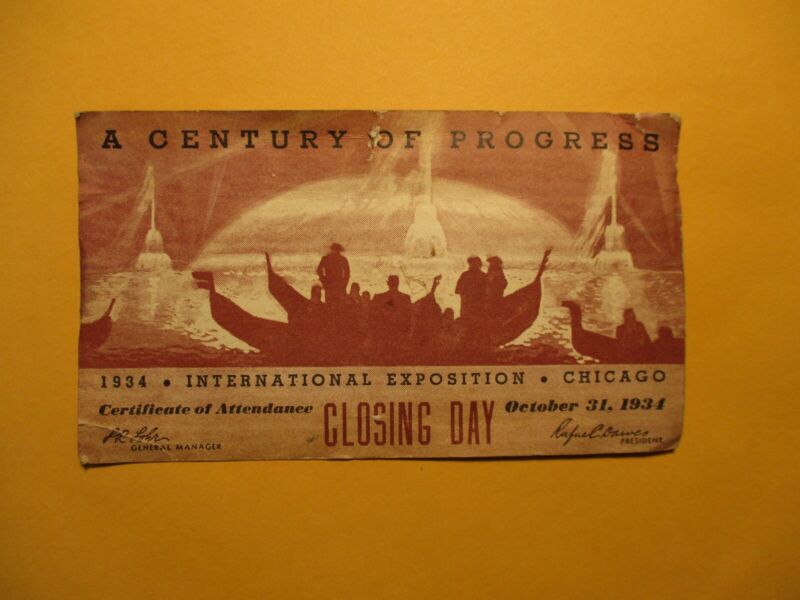 A CENTURY OF PROGRESS
1934 • INTERNATIONAL EXPOSITION • CHICAGO
Certificate of Attendance CLOSING DAY October 31, 1934
Rufus C. Dawes
GENERAL MANAGER PRESIDENT